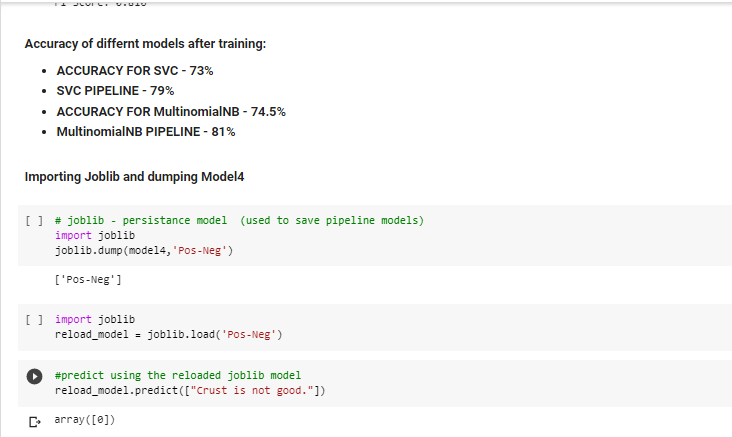 Accuracy of differnt models after training:
• ACCURACY FOR SVC - 73%
• SVC PIPELINE - 79%
• ACCURACY FOR MultinomialNB - 74.5%
• MultinomialNB PIPELINE - 81%
Importing Joblib and dumping Model4
[ ] # joblib - persistance model (used to save pipeline models)
import joblib
joblib.dump(model4,'Pos-Neg')
['Pos-Neg']
[ ] import joblib
reload_model = joblib.load('Pos-Neg')
#predict using the reloaded joblib model
reload_model.predict(["Crust is not good."])
array([0])